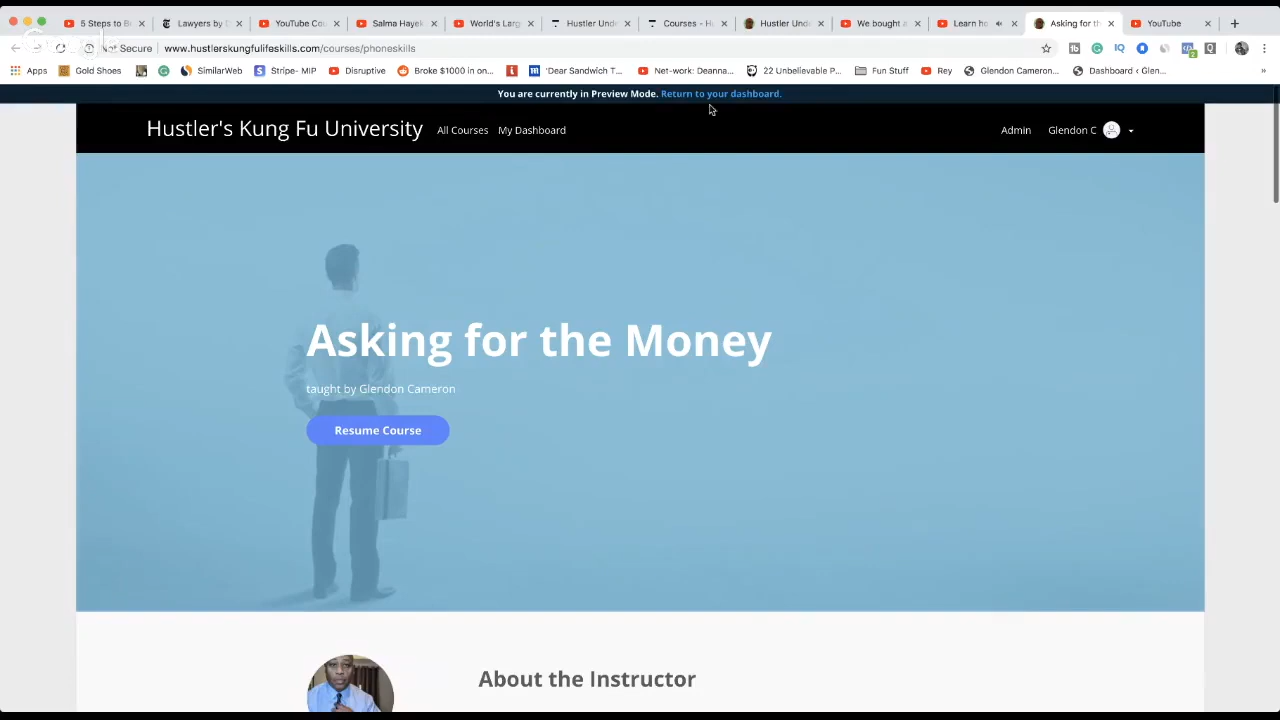 5 Steps to B
Lawyers by D
YouTube Cou
Salma Hayek
World's Larg
Hustler Unde
Courses - Hu
Hustler Unde
We bought a
Learn ho
Asking for th
YouTube
Not Secure
www.hustlerskungfulifeskills.com/courses/phoneskills
Apps
Gold Shoes
SimilarWeb
Stripe- MIP
Disruptive
Broke $1000 in on...
'Dear Sandwich T...
Net-work: Deanna...
22 Unbelievable P...
Fun Stuff
Rey
Glendon Cameron...
Dashboard ‹ Glen...
You are currently in Preview Mode. Return to your dashboard.
Hustler's Kung Fu University
All Courses
My Dashboard
Admin
Glendon C
Asking for the Money
taught by Glendon Cameron
Resume Course
About the Instructor